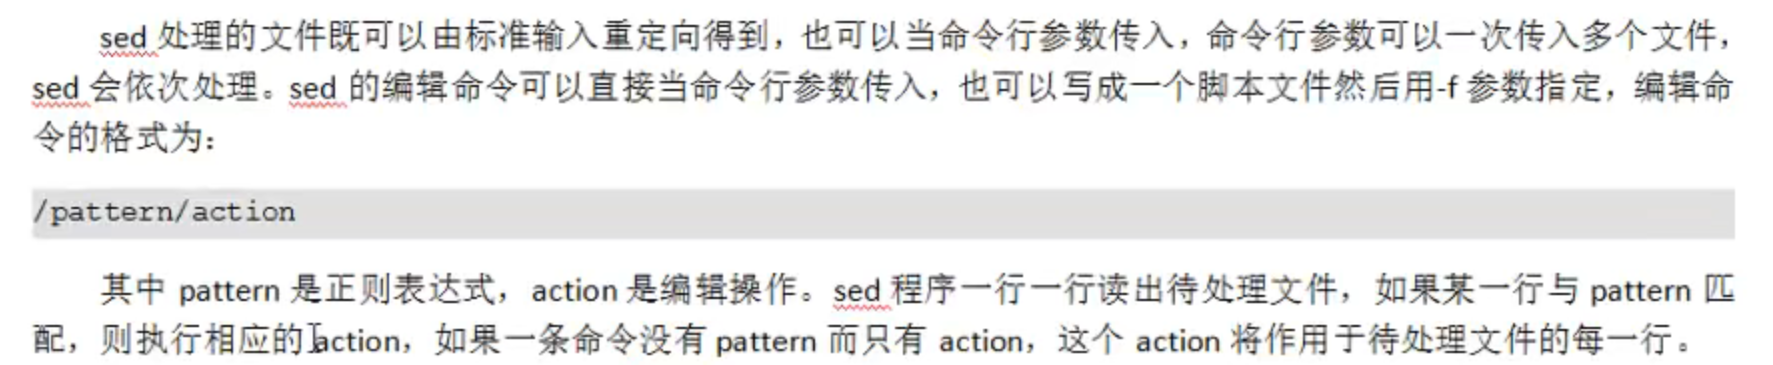 sed 处理的文件既可以由标准输入重定向得到，也可以当命令行参数传入，命令行参数可以一次传入多个文件，
sed 会依次处理。sed 的编辑命令可以直接当命令行参数传入，也可以写成一个脚本文件然后用-f 参数指定，编辑命
令的格式为：
/pattern/action
其中 pattern 是正则表达式，action 是编辑操作。sed 程序一行一行读出待处理文件，如果某一行与 pattern 匹
配，则执行相应的 action，如果一条命令没有 pattern 而只有 action，这个 action 将作用于待处理文件的每一行。